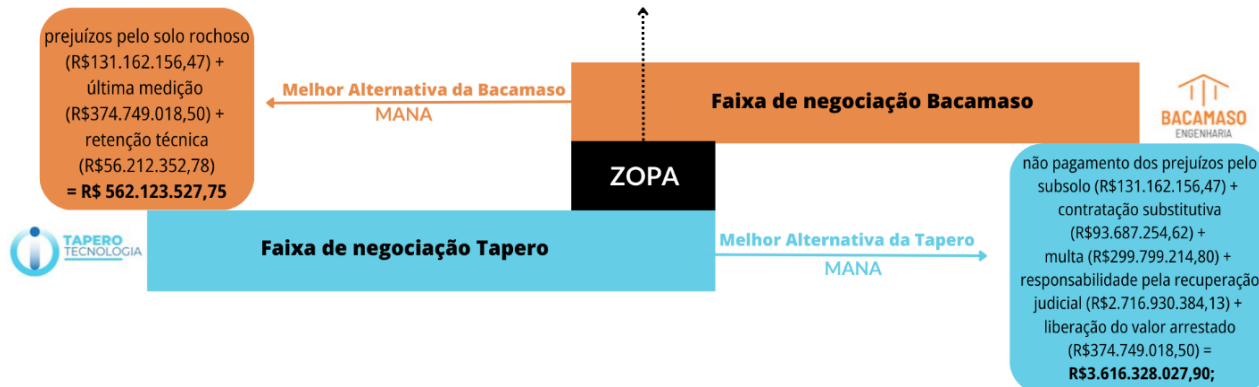 prejuízos pelo solo rochoso
(R$131.162.156,47) +
última medição
(R$374.749.018,50) +
retenção técnica
(R$56.212.352,78)
= R$ 562.123.527,75
Melhor Alternativa da Bacamaso
MANA
Faixa de negociação Bacamaso
BACAMASO
ENGENHARIA
ZOPA
TAPERO
TECNOLOGIA
Faixa de negociação Tapero
Melhor Alternativa da Tapero
MANA
não pagamento dos prejuízos pelo
subsolo (R$131.162.156,47) +
contratação substitutiva
(R$93.687.254,62) +
multa (R$299.799.214,80) +
responsabilidade pela recuperação
judicial (R$2.716.930.384,13) +
liberação do valor arrestado
(R$374.749.018,50) =
R$3.616.328.027,90;